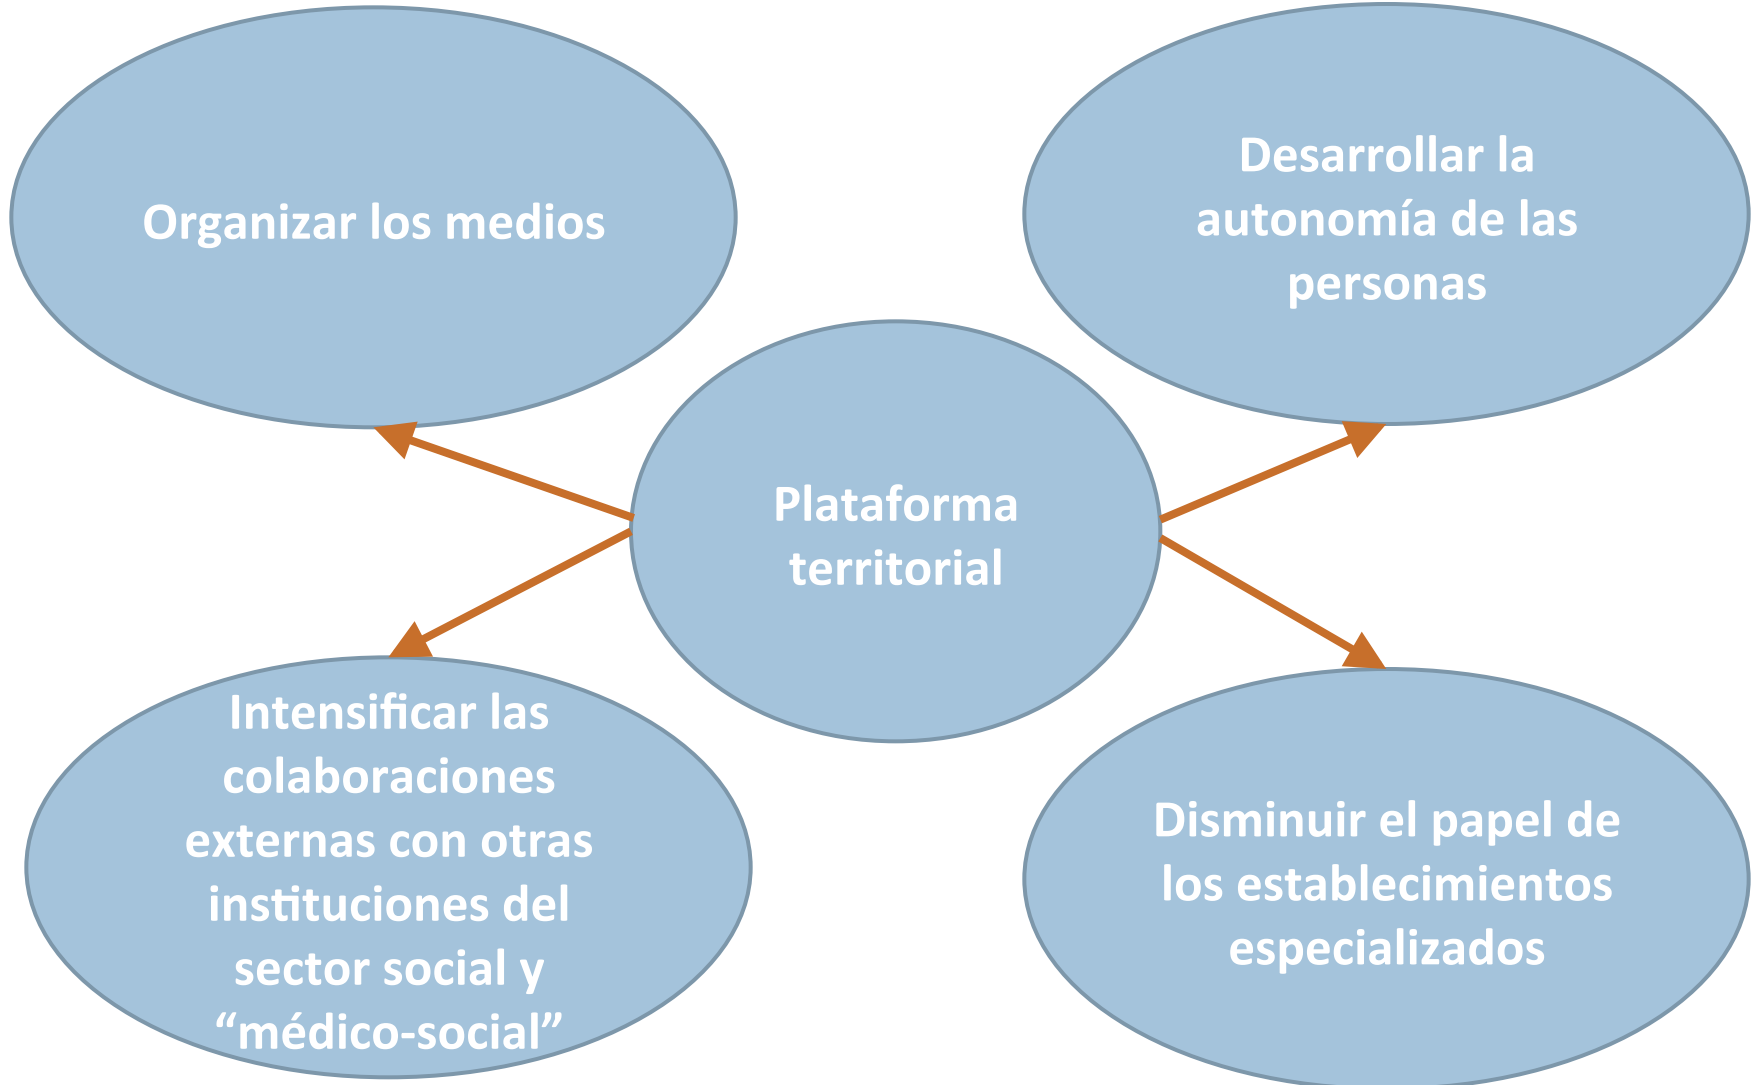 Organizar los medios
Desarrollar la
autonomía de las
personas
Plataforma
territorial
Intensificar las
colaboraciones
externas con otras
instituciones del
sector social y
“médico-social”
Disminuir el papel de
los establecimientos
especializados